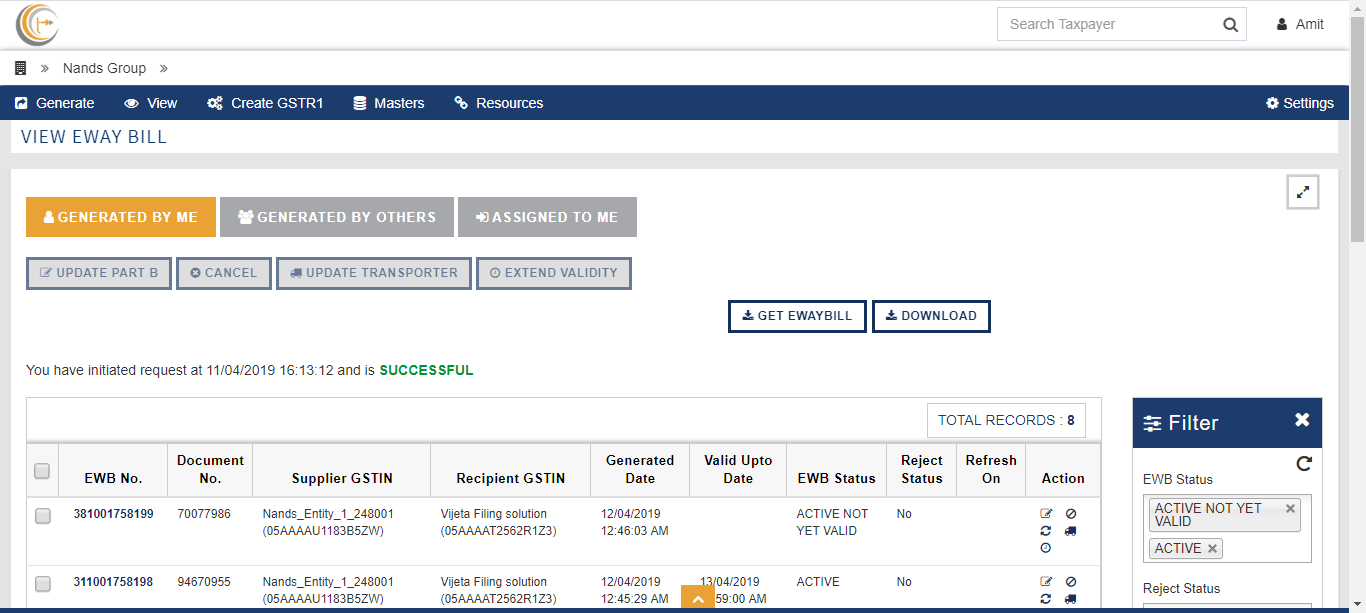 Search Taxpayer
Amit
» Nands Group »
Generate View Create GSTR1 Masters Resources Settings
VIEW EWAY BILL
GENERATED BY ME GENERATED BY OTHERS ASSIGNED TO ME
UPDATE PART B CANCEL UPDATE TRANSPORTER EXTEND VALIDITY
GET EWAYBILL DOWNLOAD
You have initiated request at 11/04/2019 16:13:12 and is SUCCESSFUL
TOTAL RECORDS : 8
EWB No.
Document
No.
Supplier GSTIN
Recipient GSTIN
Generated
Date
Valid Upto
Date
EWB Status
Reject
Status
Refresh
On
Action
381001758199
70077986
Nands_Entity_1_248001
(05AAAAU1183B5ZW)
Vijeta Filing solution
(05AAAAT2562R1Z3)
12/04/2019
12:46:03 AM
ACTIVE NOT
YET VALID
No
311001758198
94670955
Nands_Entity_1_248001
(05AAAAU1183B5ZW)
Vijeta Filing solution
(05AAAAT2562R1Z3)
12/04/2019
12:45:29 AM
13/04/2019
:59:00 AM
ACTIVE
No
Filter
EWB Status
ACTIVE NOT YET
VALID
ACTIVE
Reject Status